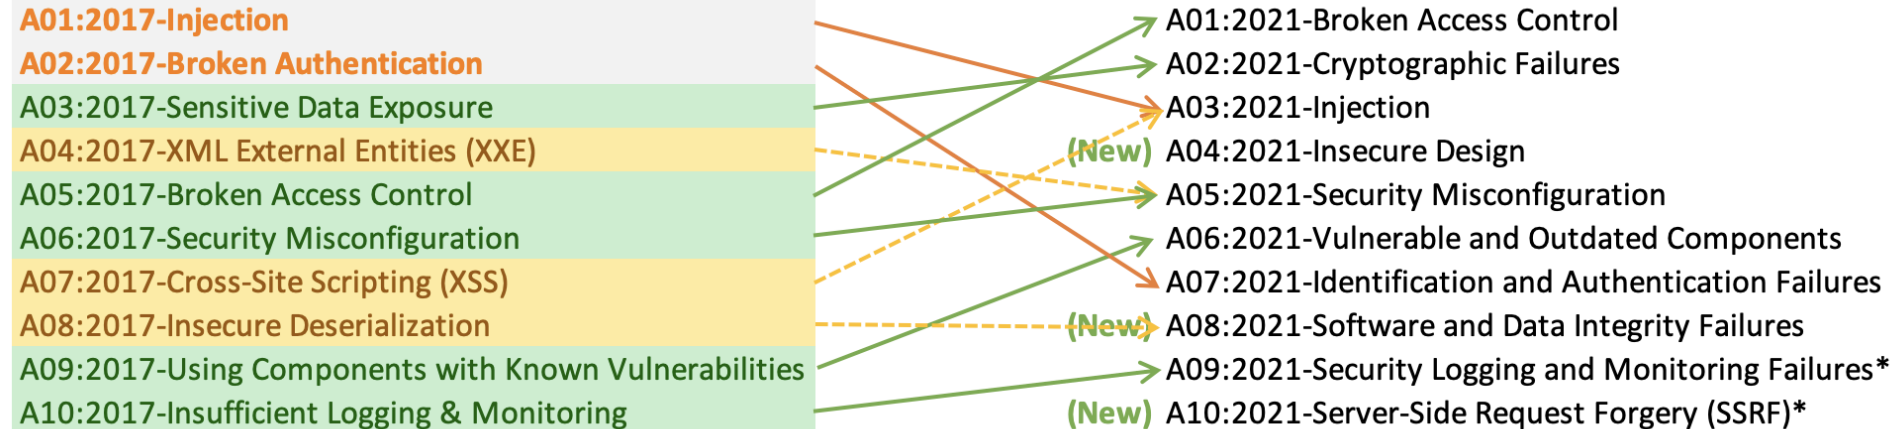 A01:2017-Injection
A02:2017-Broken Authentication
A03:2017-Sensitive Data Exposure
A04:2017-XML External Entities (XXE)
A05:2017-Broken Access Control
A06:2017-Security Misconfiguration
A07:2017-Cross-Site Scripting (XSS)
A08:2017-Insecure Deserialization
A09:2017-Using Components with Known Vulnerabilities
A10:2017-Insufficient Logging & Monitoring
A01:2021-Broken Access Control
A02:2021-Cryptographic Failures
A03:2021-Injection
(New) A04:2021-Insecure Design
A05:2021-Security Misconfiguration
A06:2021-Vulnerable and Outdated Components
A07:2021-Identification and Authentication Failures
(New) A08:2021-Software and Data Integrity Failures
A09:2021-Security Logging and Monitoring Failures*
(New) A10:2021-Server-Side Request Forgery (SSRF)*